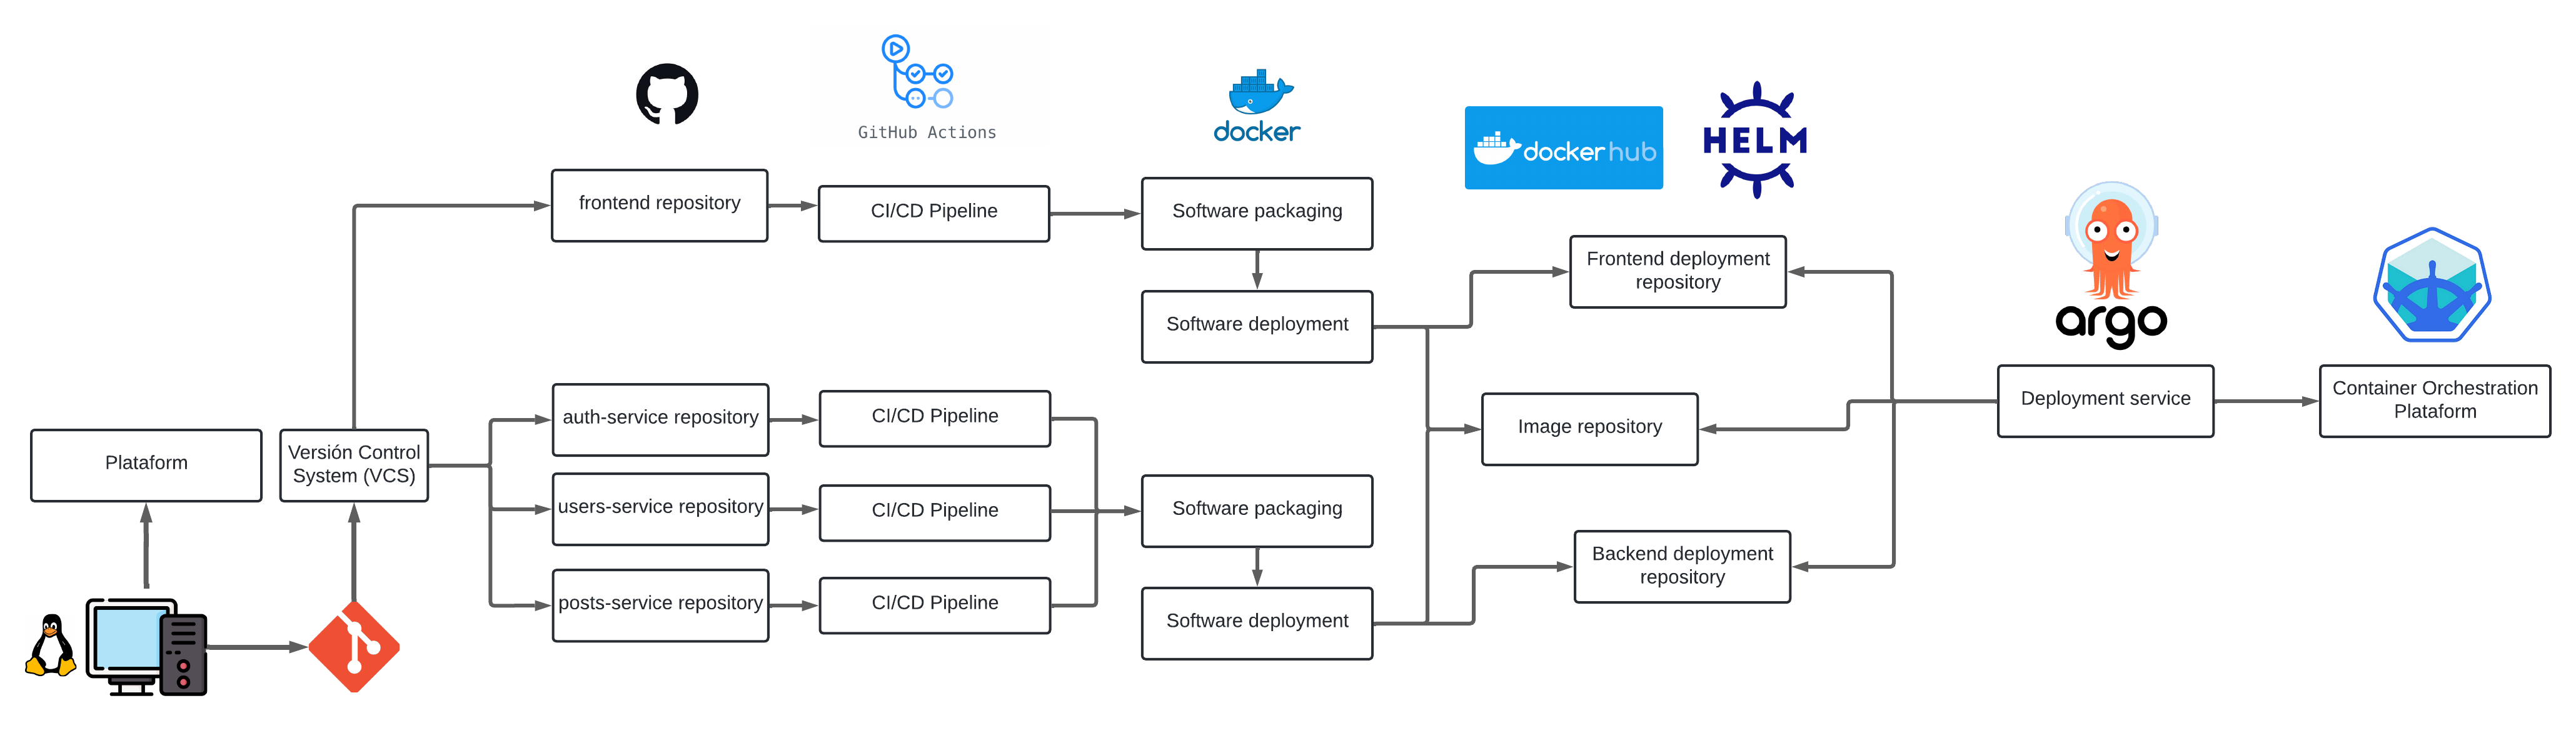 GitHub Actions
docker
dockerhub
HELM
argo
frontend repository
CI/CD Pipeline
Software packaging
Software deployment
Frontend deployment
repository
auth-service repository
CI/CD Pipeline
Image repository
Deployment service
Container Orchestration
Plataform
Plataform
Versión Control
System (VCS)
users-service repository
CI/CD Pipeline
Software packaging
Backend deployment
repository
posts-service repository
CI/CD Pipeline
Software deployment